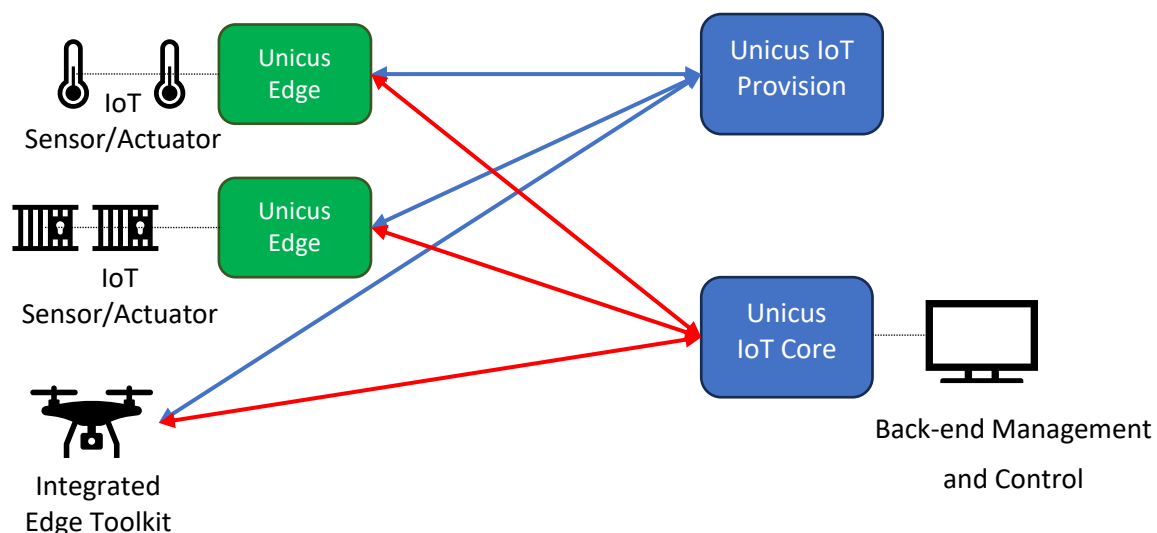 Unicus
Edge
Unicus IoT
Provision
IoT
Sensor/Actuator
Unicus
Edge
IoT
Sensor/Actuator
Unicus
IoT Core
Back-end Management
and Control
Integrated
Edge Toolkit